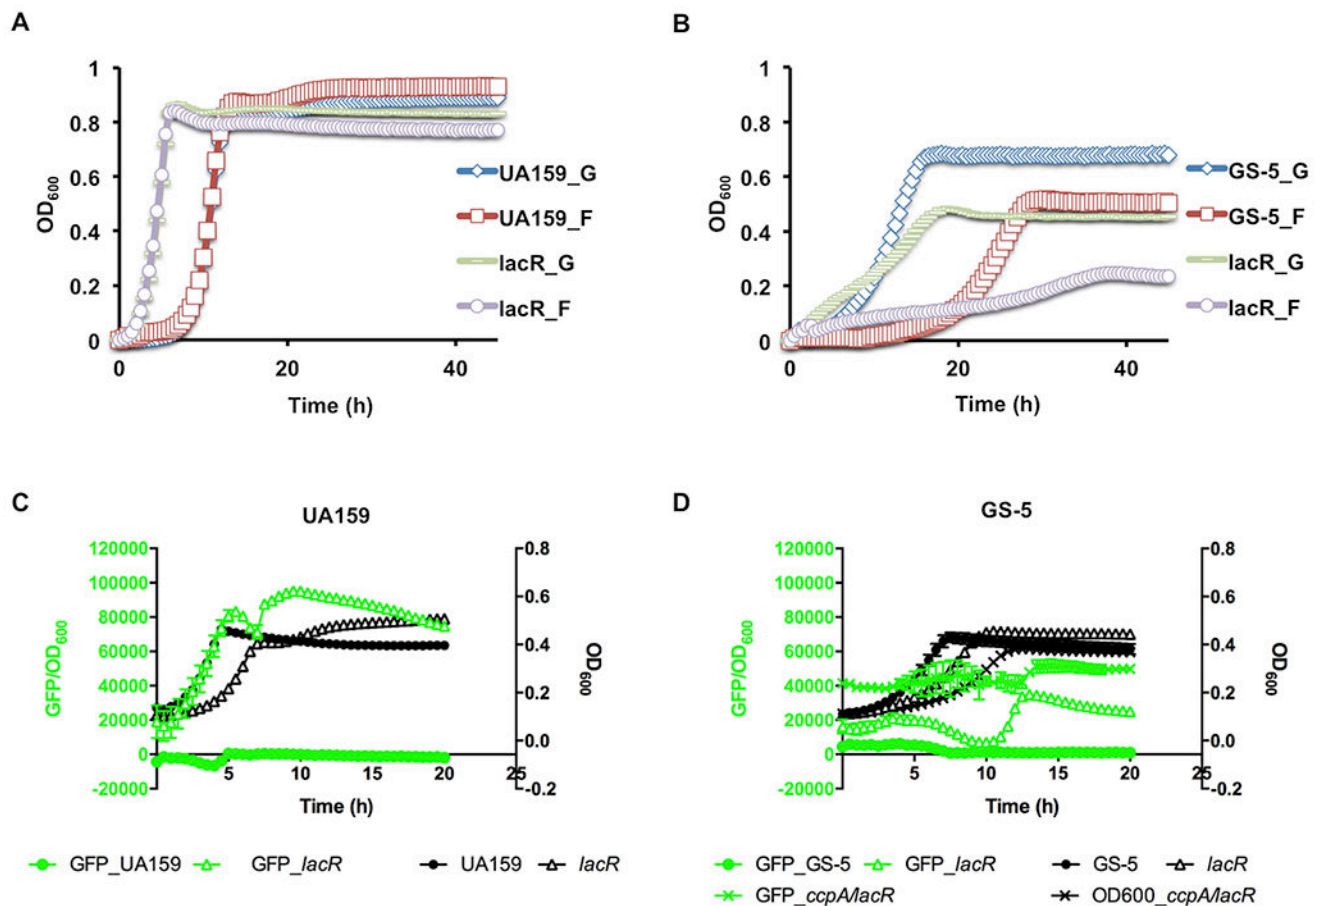 A
1
0.8
0.6
0.4
0.2
0
OD600
0
20
40
Time (h)
UA159_G
UA159_F
lacR_G
lacR_F
B
1
0.8
0.6
0.4
0.2
0
OD600
0
20
40
Time (h)
GS-5_G
GS-5_F
lacR_G
lacR_F
C
UA159
120000
100000
80000
60000
40000
20000
0
-20000
GFP/OD600
0.8
0.6
0.4
0.2
0.0
-0.2
OD600
5
10
15
20
25
Time (h)
GFP_UA159
GFP_lacR
UA159
lacR
D
GS-5
120000
100000
80000
60000
40000
20000
0
-20000
GFP/OD600
0.8
0.6
0.4
0.2
0.0
-0.2
OD600
5
10
15
20
25
Time (h)
GFP_GS-5
GFP_lacR
GS-5
lacR
GFP_ccpA/lacR
OD600_ccpA/lacR